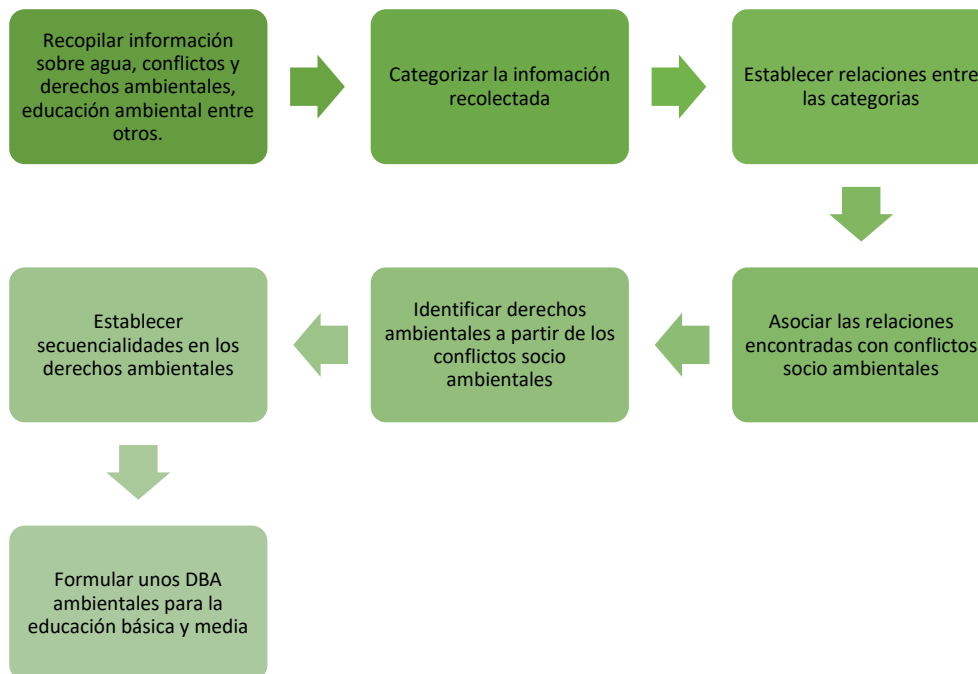 Recopilar información
sobre agua, conflictos y
derechos ambientales,
educación ambiental entre
otros.
Categorizar la infomación
recolectada
Establecer relaciones entre
las categorias
Asociar las relaciones
encontradas con conflictos
socio ambientales
Identificar derechos
ambientales a partir de los
conflictos socio
ambientales
Establecer
secuencialidades en los
derechos ambientales
Formular unos DBA
ambientales para la
educación básica y media